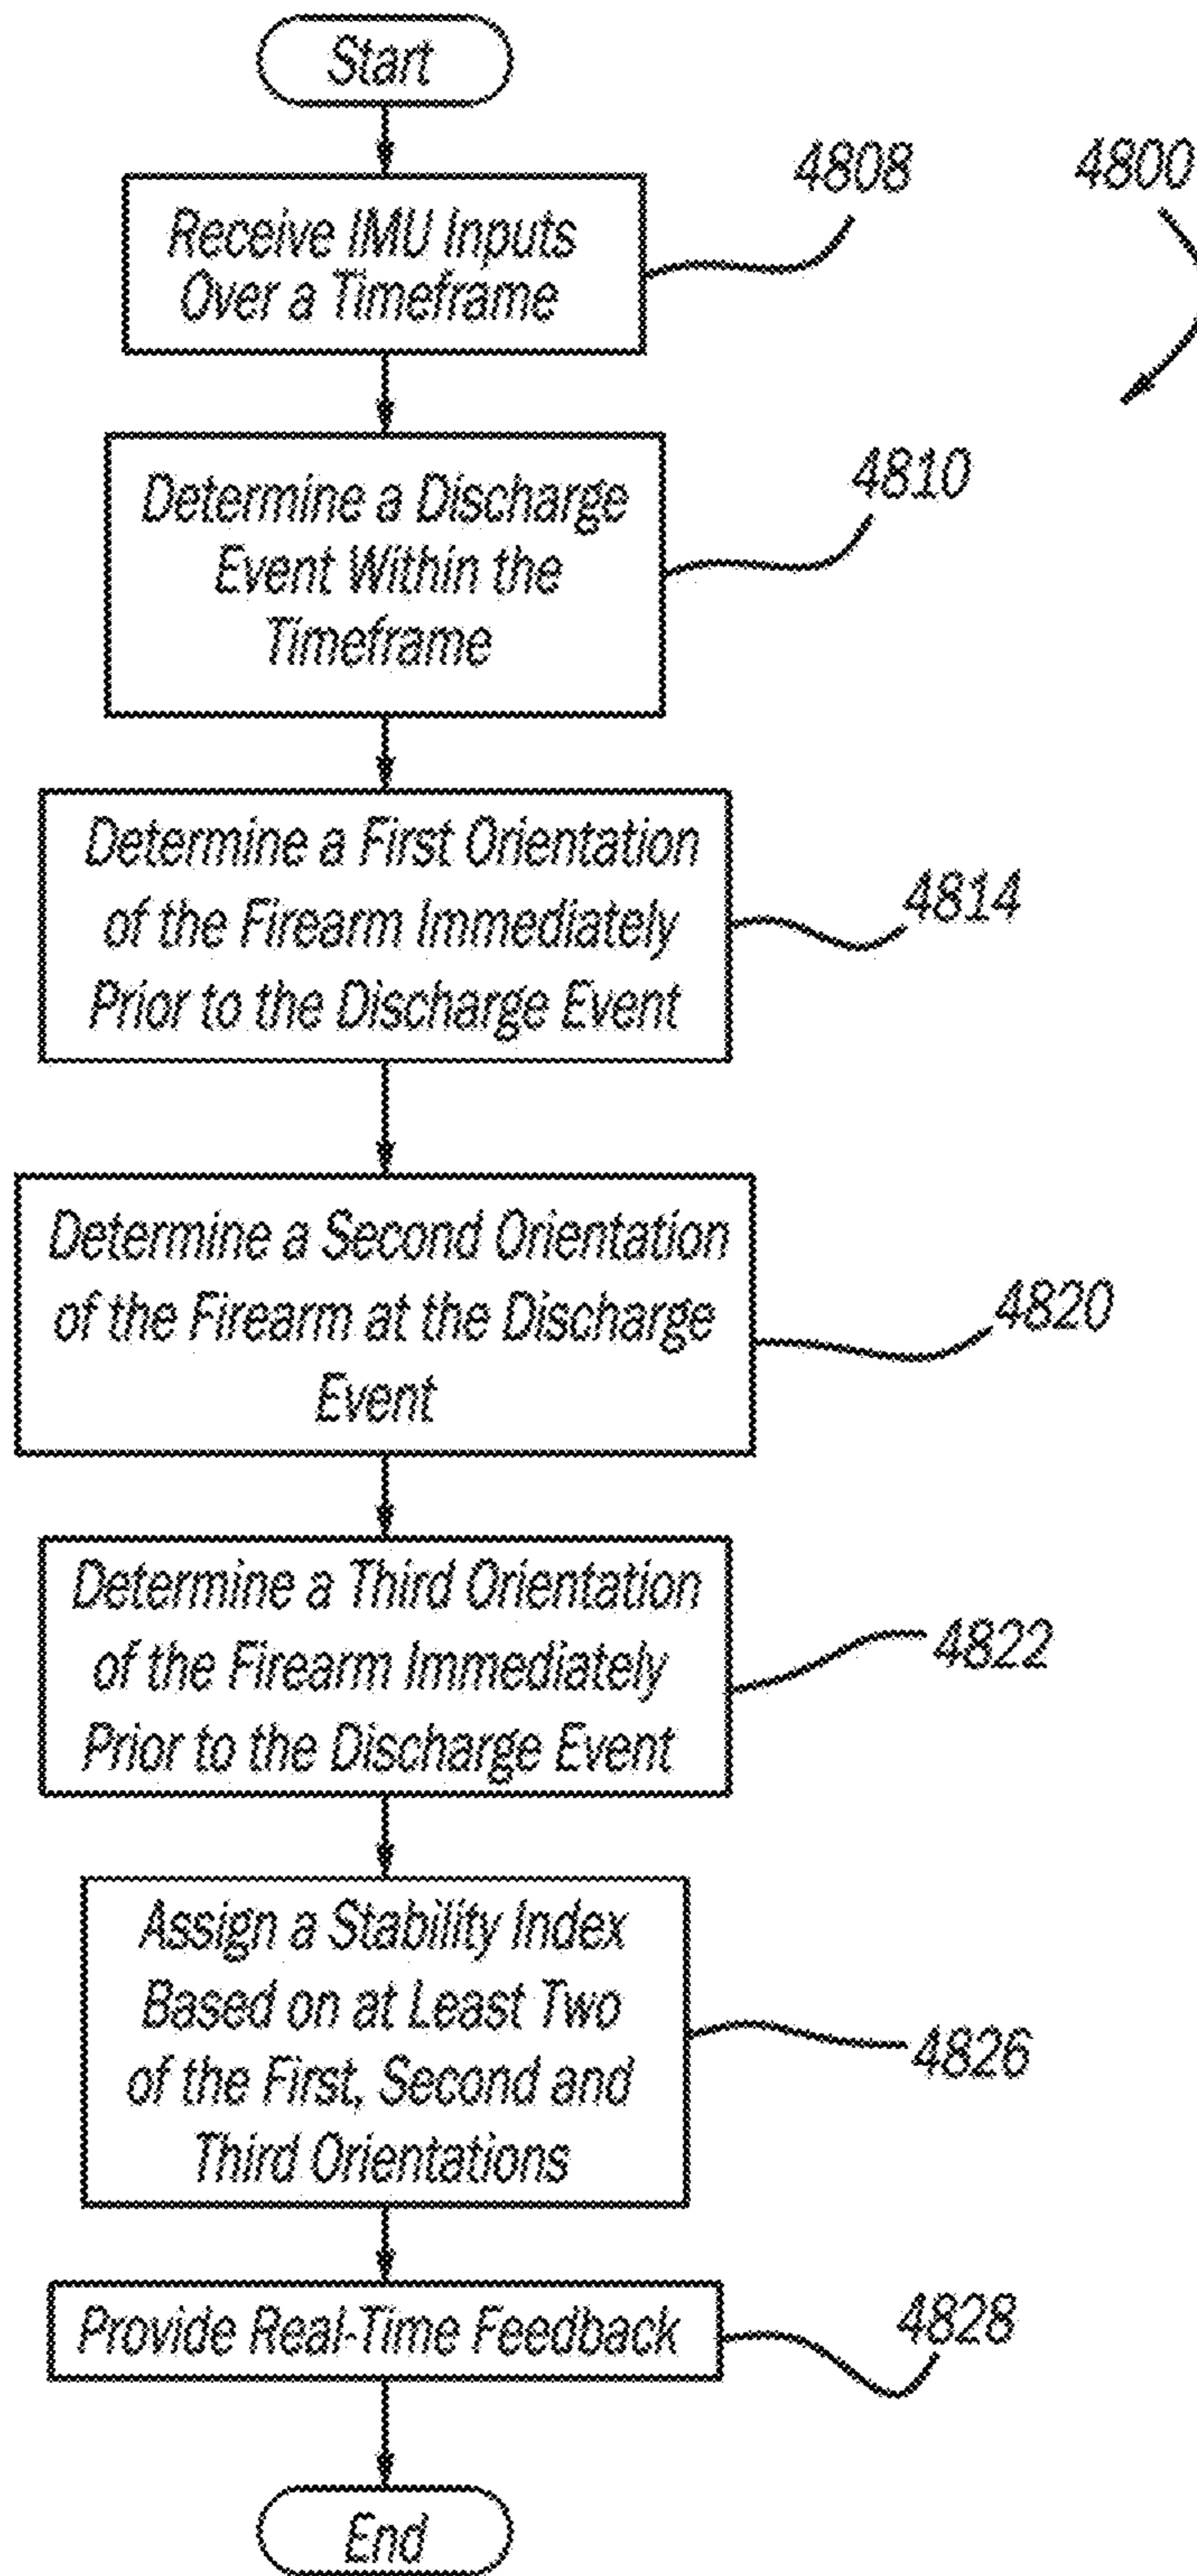 Start
4808
4800
Receive IMU Inputs
Over a Timeframe
4810
Determine a Discharge
Event Within the
Timeframe
Determine a First Orientation
of the Firearm Immediately
Prior to the Discharge Event
4814
Determine a Second Orientation
of the Firearm at the Discharge
Event
4820
Determine a Third Orientation
of the Firearm Immediately
Prior to the Discharge Event
4822
Assign a Stability Index
Based on at Least Two
of the First, Second and
Third Orientations
4826
Provide Real-Time Feedback
4828
End